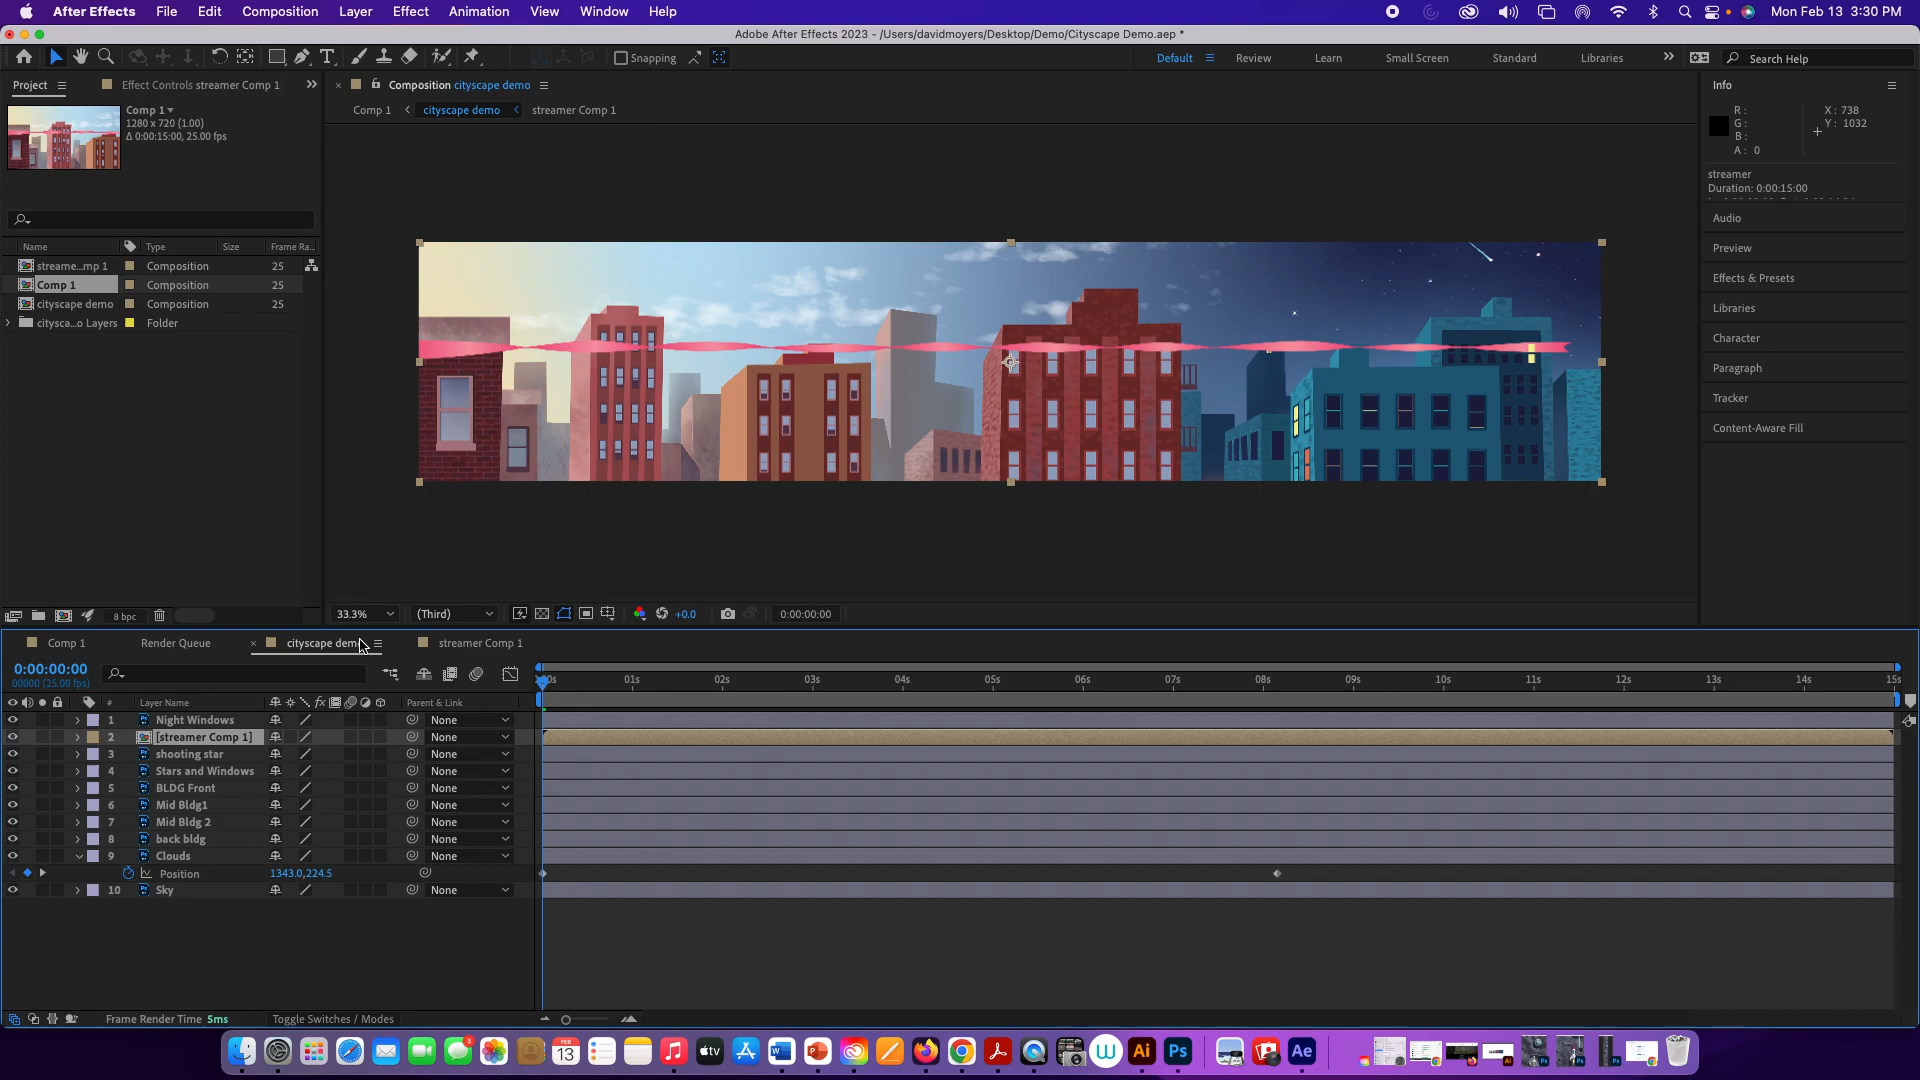 After Effects File Edit Composition Layer Effect Animation View Window Help Mon Feb 13 3:30 PM
Adobe After Effects 2023 - /Users/davidmoyers/Desktop/Demo/Cityscape Demo.aep *
Snapping Default Review Learn Small Screen Standard Libraries Search Help
Project Effect Controls streamer Comp 1 Composition cityscape demo Info
Comp 1
1280 x 720 (1.00)
Δ 0:00:15:00, 25.00 fps
Comp 1 cityscape demo streamer Comp 1
R :
G :
B :
A : 0
X : 738
Y : 1032
streamer
Duration: 0:00:15:00
Audio
Preview
Effects & Presets
Libraries
Character
Paragraph
Tracker
Content-Aware Fill
Name Type Size Frame Ra...
streame...mp 1 Composition 25
Comp 1 Composition 25
cityscape demo Composition 25
citysca...o Layers Folder
8 bpc 33.3% (Third) +0.0 0:00:00:00
Comp 1 Render Queue cityscape dem streamer Comp 1
0:00:00:00
00000 (25.00 fps)
01s 02s 03s 04s 05s 06s 07s 08s 09s 10s 11s 12s 13s 14s 15s
# Layer Name fx Parent & Link
1 Night Windows None
2 [streamer Comp 1] None
3 shooting star None
4 Stars and Windows None
5 BLDG Front None
6 Mid Bldg1 None
7 Mid Bldg 2 None
8 back bldg None
9 Clouds None
Position 1343.0,224.5
10 Sky None
Frame Render Time 5ms Toggle Switches / Modes
3
FEB
13
tv
W
Ai
Ps
Ae